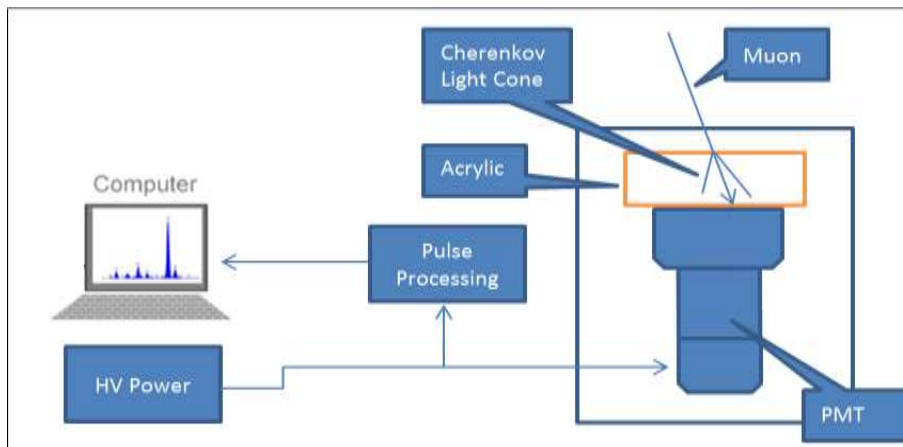 Cherenkov
Light Cone
Muon
Acrylic
Computer
Pulse
Processing
HV Power
PMT